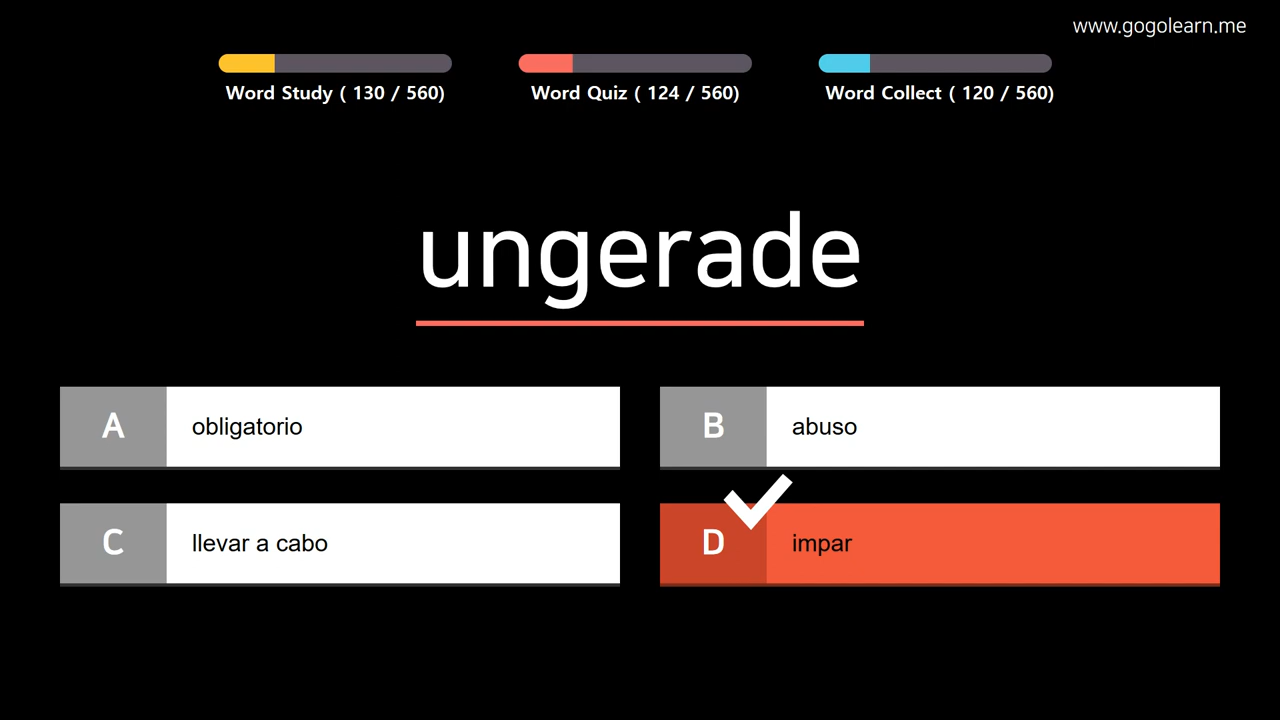 www.gogolearn.me
Word Study ( 130 / 560)
Word Quiz ( 124 / 560)
Word Collect ( 120 / 560)
ungerade
A obligatorio
B abuso
C llevar a cabo
D impar